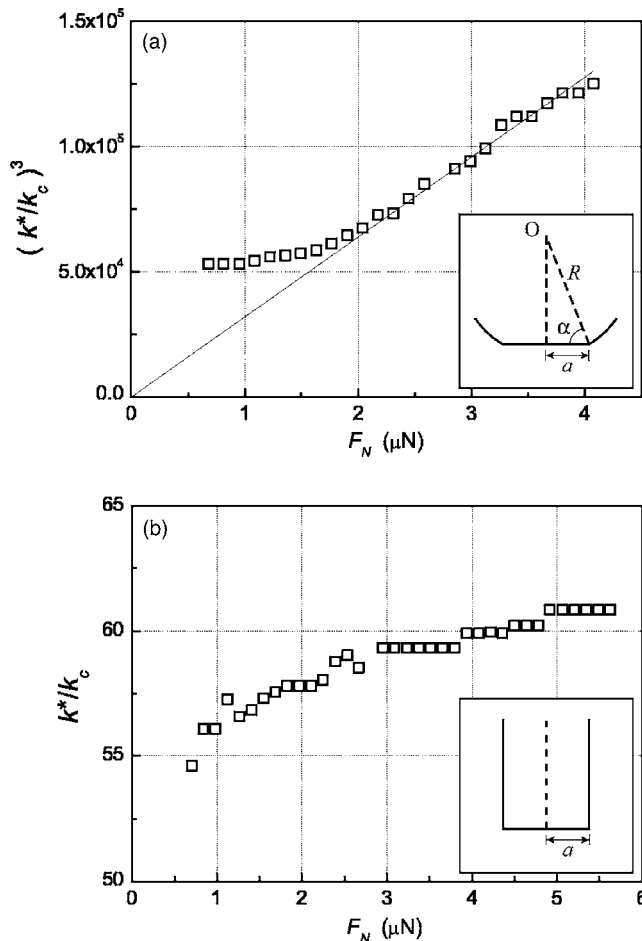 (a)
1.5x10⁵
1.0x10⁵
5.0x10⁴
0.0
(k*/k_c)³
0 1 2 3 4
F_N (μN)
O
R
α
a
(b)
65
60
55
50
k*/k_c
0 1 2 3 4 5 6
F_N (μN)
a